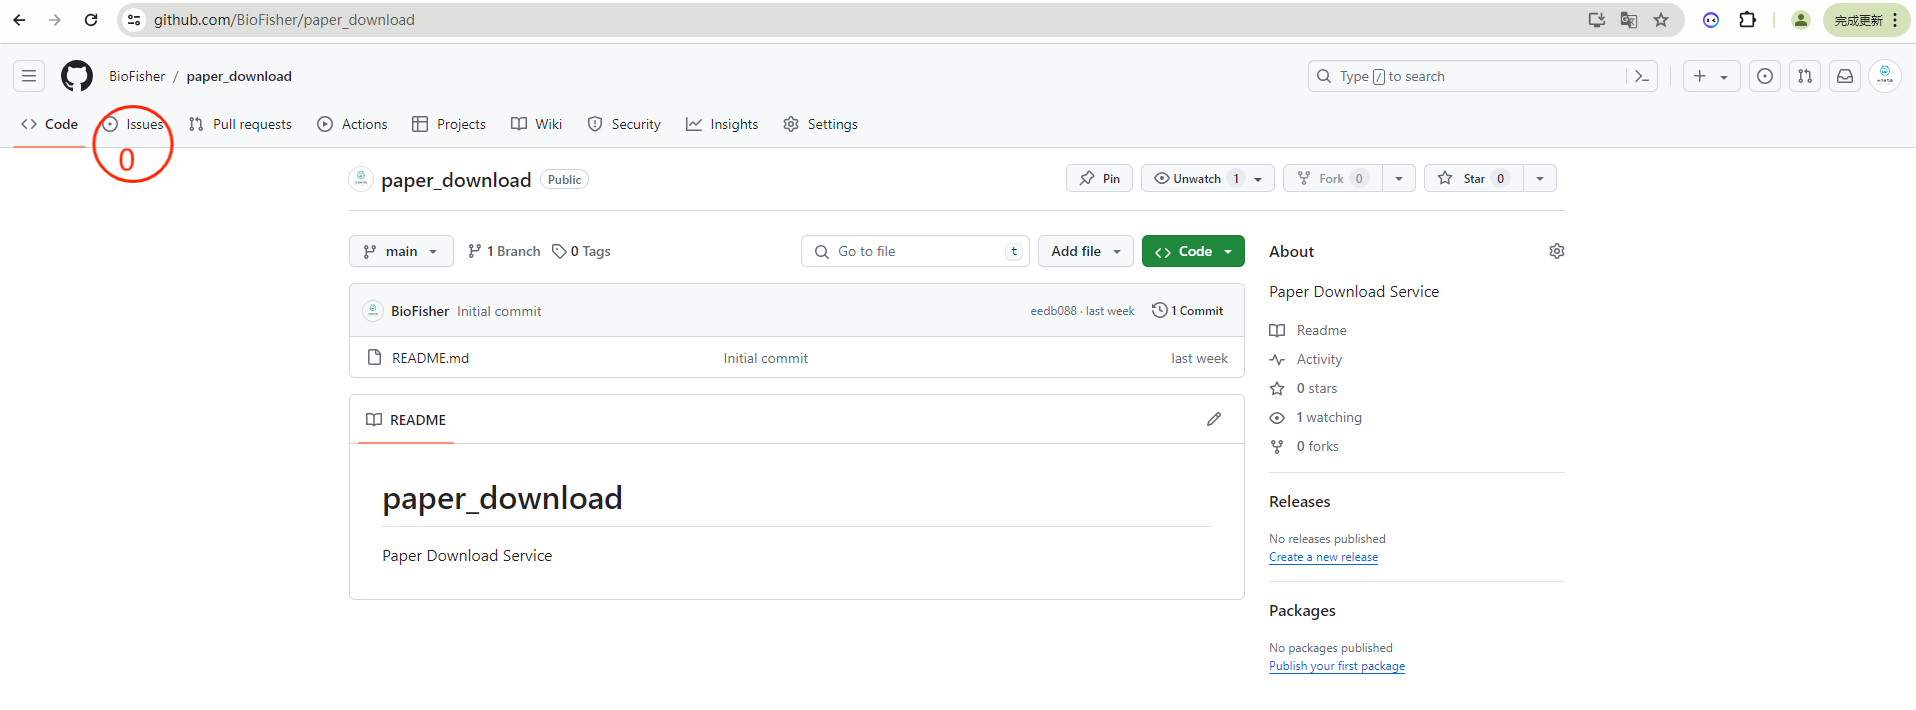 github.com/BioFisher/paper_download
完成更新
BioFisher / paper_download
Type / to search
Code Issues Pull requests Actions Projects Wiki Security Insights Settings
0
paper_download Public
Pin Unwatch 1 Fork 0 Star 0
main 1 Branch 0 Tags
Go to file t
Add file
Code
BioFisher Initial commit eedb088 · last week 1 Commit
README.md Initial commit last week
README
paper_download
Paper Download Service
About
Paper Download Service
Readme
Activity
0 stars
1 watching
0 forks
Releases
No releases published
Create a new release
Packages
No packages published
Publish your first package